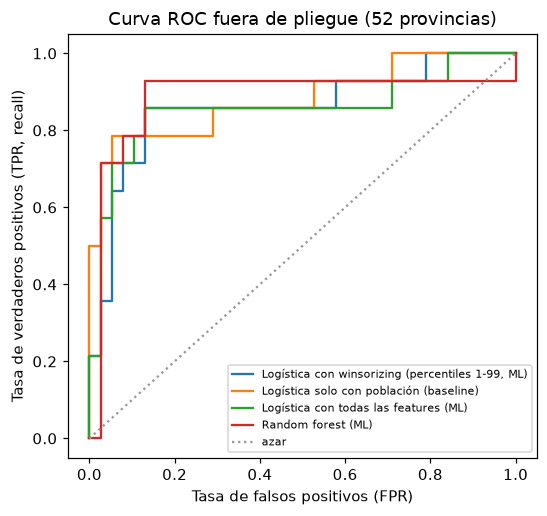 Curva ROC fuera de pliegue (52 provincias)
Tasa de verdaderos positivos (TPR, recall)
1.0
0.8
0.6
0.4
0.2
0.0
Logística con winsorizing (percentiles 1-99, ML)
Logística solo con población (baseline)
Logística con todas las features (ML)
Random forest (ML)
azar
0.0 0.2 0.4 0.6 0.8 1.0
Tasa de falsos positivos (FPR)